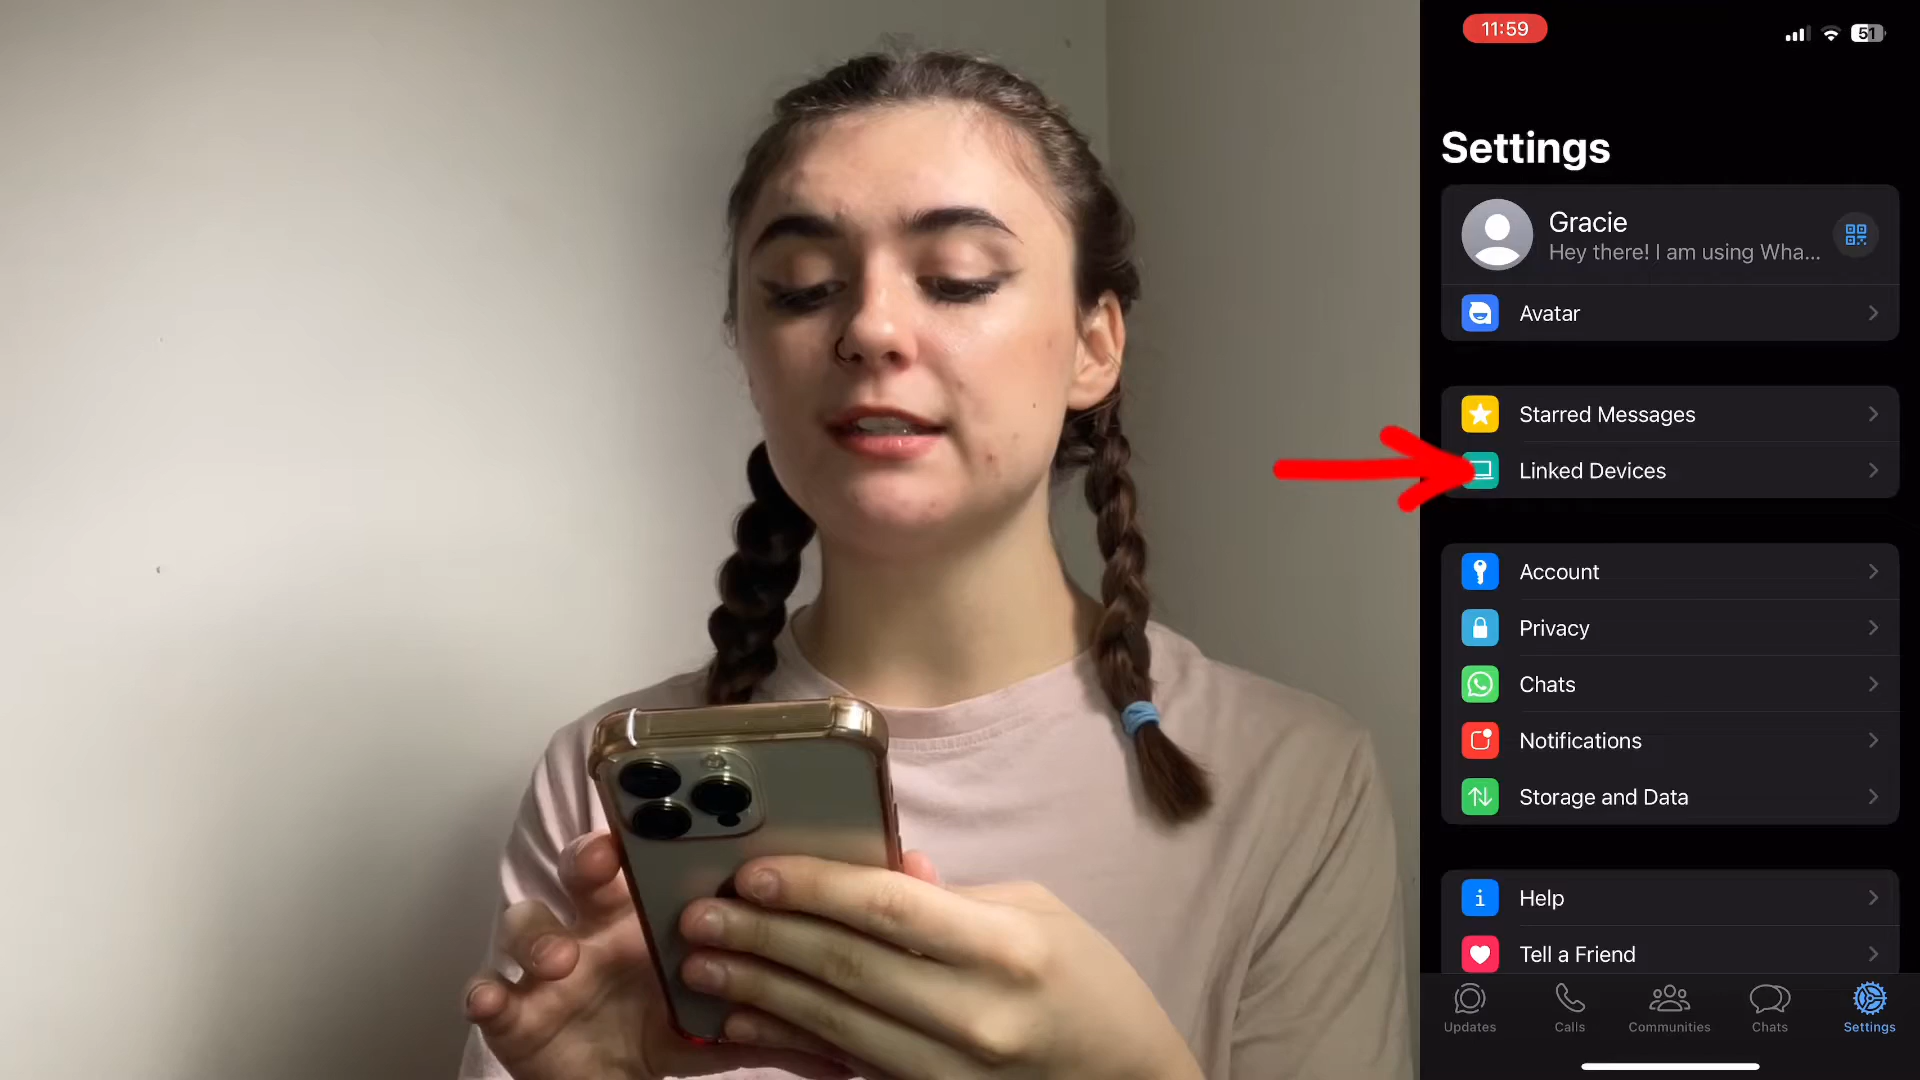 11:59
51
Settings
Gracie
Hey there! I am using Wha...
Avatar
Starred Messages
Linked Devices
Account
Privacy
Chats
Notifications
Storage and Data
Help
Tell a Friend
Updates
Calls
Communities
Chats
Settings